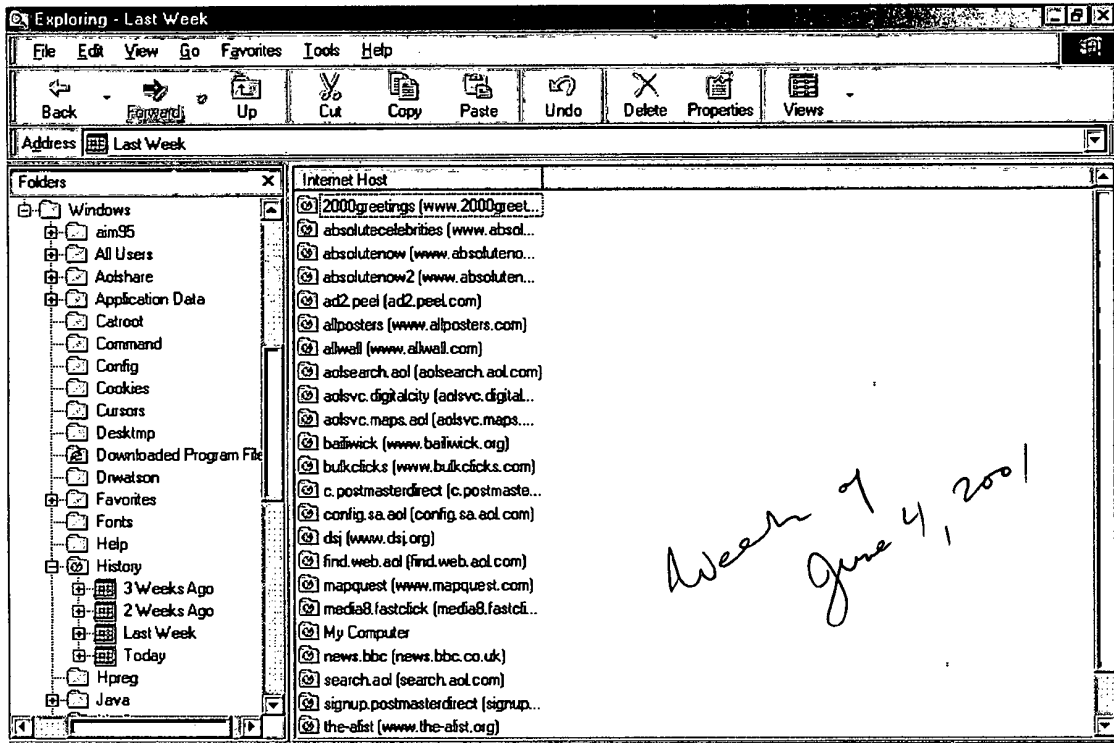 Exploring - Last Week
File Edit View Go Favorites Tools Help
Back Forward Up Cut Copy Paste Undo Delete Properties Views
Address Last Week
Folders
Windows
aim95
All Users
Aolshare
Application Data
Catroot
Command
Config
Cookies
Cursors
Desktmp
Downloaded Program File
Drwatson
Favorites
Fonts
Help
History
3 Weeks Ago
2 Weeks Ago
Last Week
Today
Hpreg
Java
Internet Host
2000greetings (www.2000greet...
absolutecelebrities (www.absol...
absolutenow (www.absoluteno...
absolutenow2 (www.absoluten...
ad2.peel (ad2.peel.com)
allposters (www.allposters.com)
allwall (www.allwall.com)
aolsearch.aol (aolsearch.aol.com)
aolsvc.digitalcity (aolsvc.digital...
aolsvc.maps.aol (aolsvc.maps....
bailiwick (www.bailiwick.org)
bulkclicks (www.bulkclicks.com)
c.postmasterdirect (c.postmaste...
config.sa.aol (config.sa.aol.com)
dsj (www.dsj.org)
find.web.aol (find.web.aol.com)
mapquest (www.mapquest.com)
media8.fastclick (media8.fastcli...
My Computer
news.bbc (news.bbc.co.uk)
search.aol (search.aol.com)
signup.postmasterdirect (signup...
the-alist (www.the-alist.org)
Week of
June 4, 2001